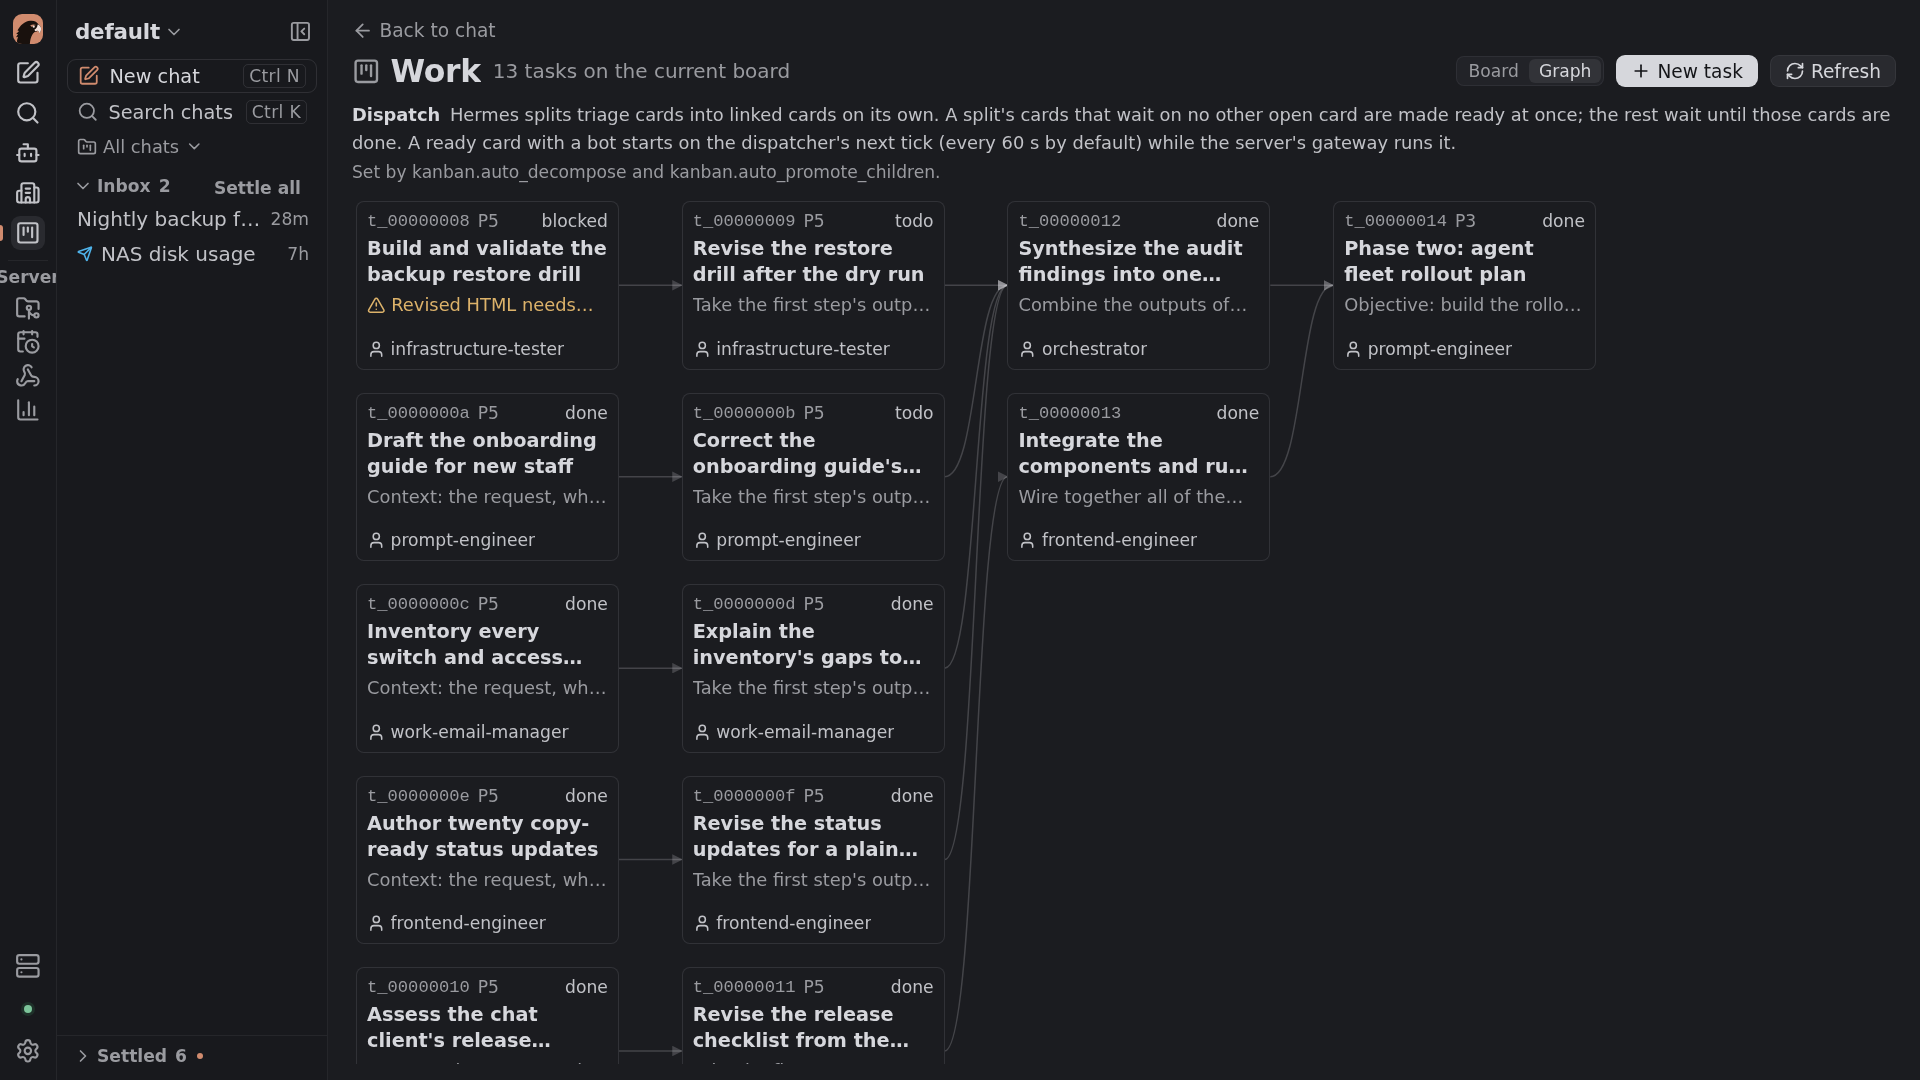 default
New chat Ctrl N
Search chats Ctrl K
All chats
Inbox 2 Settle all
Nightly backup f... 28m
NAS disk usage 7h
Server
Settled 6
Back to chat
Work 13 tasks on the current board
Board Graph New task Refresh
Dispatch Hermes splits triage cards into linked cards on its own. A split's cards that wait on no other open card are made ready at once; the rest wait until those cards are
done. A ready card with a bot starts on the dispatcher's next tick (every 60 s by default) while the server's gateway runs it.
Set by kanban.auto_decompose and kanban.auto_promote_children.
t_00000008 P5 blocked
Build and validate the
backup restore drill
Revised HTML needs...
infrastructure-tester
t_00000009 P5 todo
Revise the restore
drill after the dry run
Take the first step's outp...
infrastructure-tester
t_00000012 done
Synthesize the audit
findings into one...
Combine the outputs of...
orchestrator
t_00000014 P3 done
Phase two: agent
fleet rollout plan
Objective: build the rollo...
prompt-engineer
t_0000000a P5 done
Draft the onboarding
guide for new staff
Context: the request, wh...
prompt-engineer
t_0000000b P5 todo
Correct the
onboarding guide's...
Take the first step's outp...
prompt-engineer
t_00000013 done
Integrate the
components and ru...
Wire together all of the...
frontend-engineer
t_0000000c P5 done
Inventory every
switch and access...
Context: the request, wh...
work-email-manager
t_0000000d P5 done
Explain the
inventory's gaps to...
Take the first step's outp...
work-email-manager
t_0000000e P5 done
Author twenty copy-
ready status updates
Context: the request, wh...
frontend-engineer
t_0000000f P5 done
Revise the status
updates for a plain...
Take the first step's outp...
frontend-engineer
t_00000010 P5 done
Assess the chat
client's release...
t_00000011 P5 done
Revise the release
checklist from the...